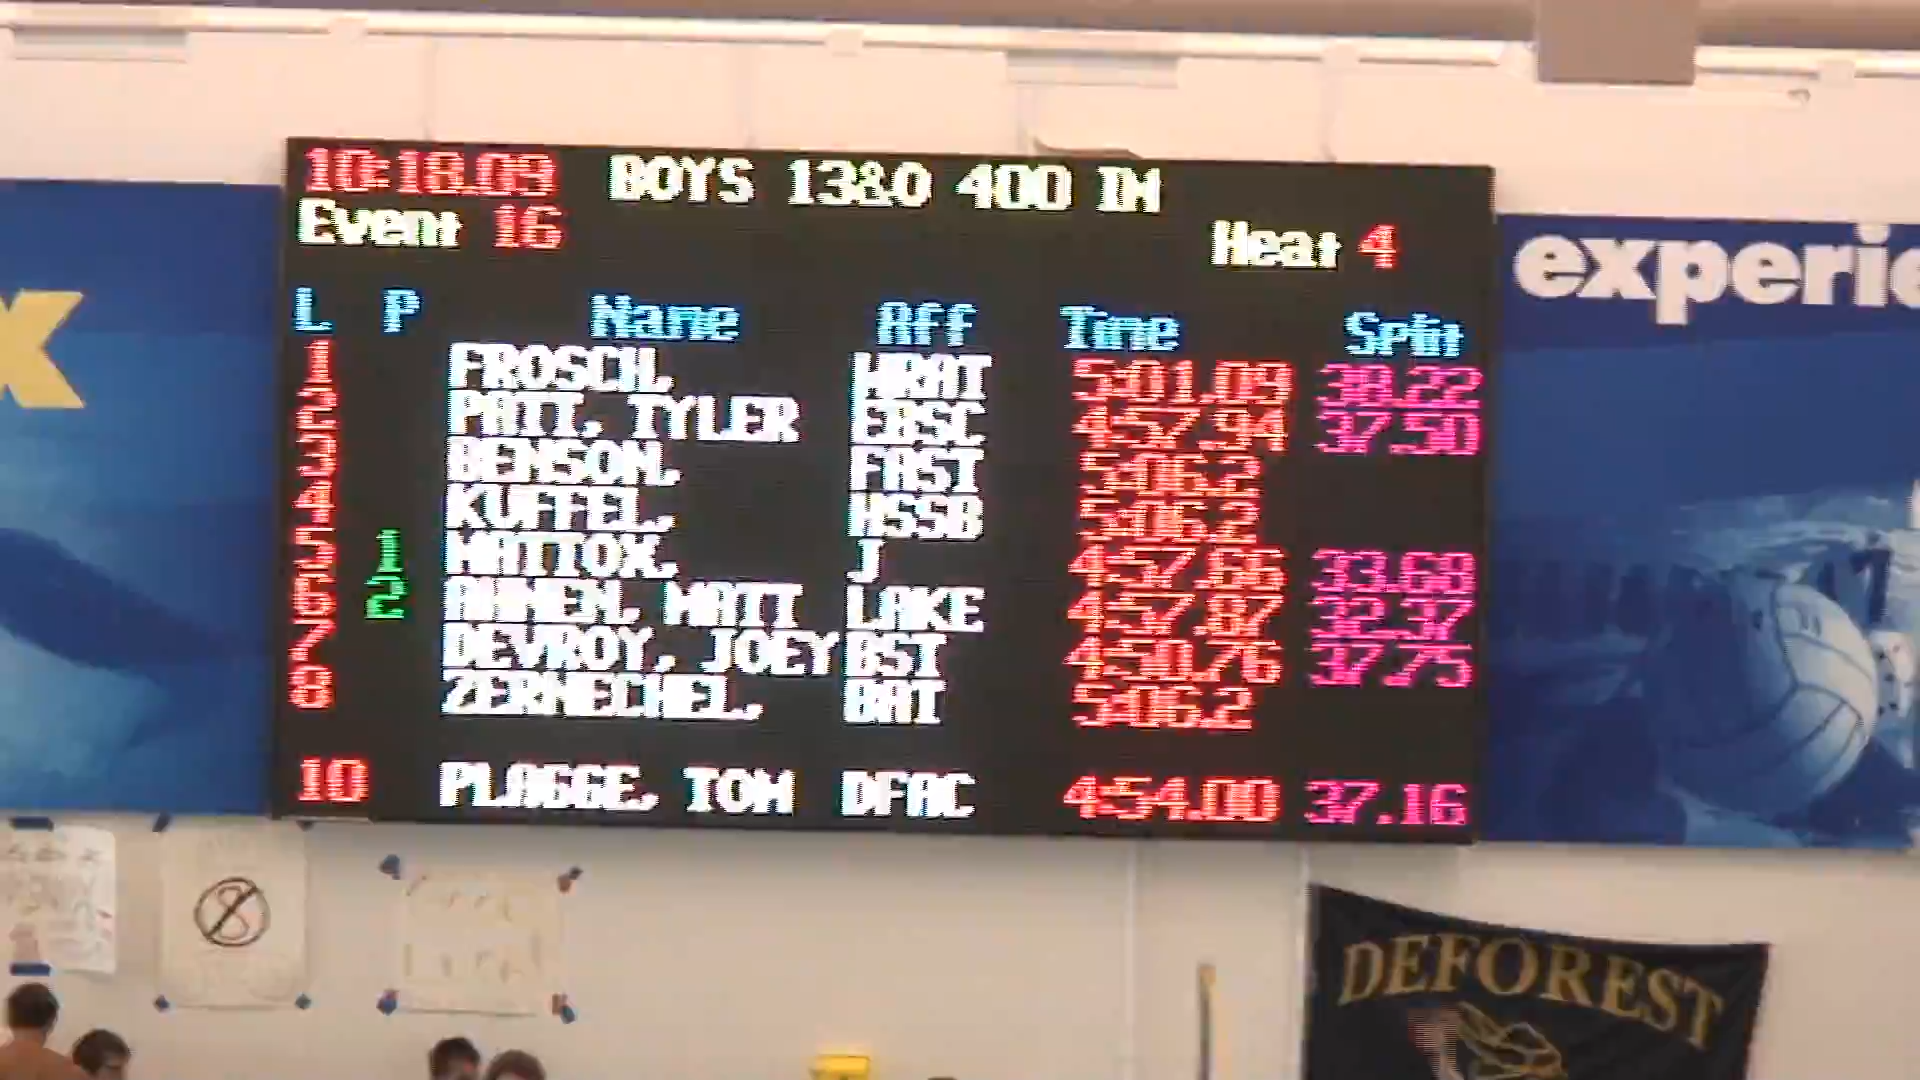 10:18.09 BOYS 13&O 400 IM
Event 16 Heat 4
L P Name Aff Time Split
1 FROSCH, WRAT 5:01.09 38.22
2 PATT, TYLER EBSC 4:57.94 37.50
3 BENSON, FAST 5:06.2
4 KUFFEL, HSSB 5:06.2
5 1 MATTOX, J 4:57.66 33.68
6 2 MATT LAKE 4:57.87 32.37
7 DEVROY, JOEY BST 4:50.76 37.75
8 ZERNECHEL, BAT 5:06.2
10 PLAGGE, TOM DFAC 4:54.00 37.16
x
experie
DEFOREST